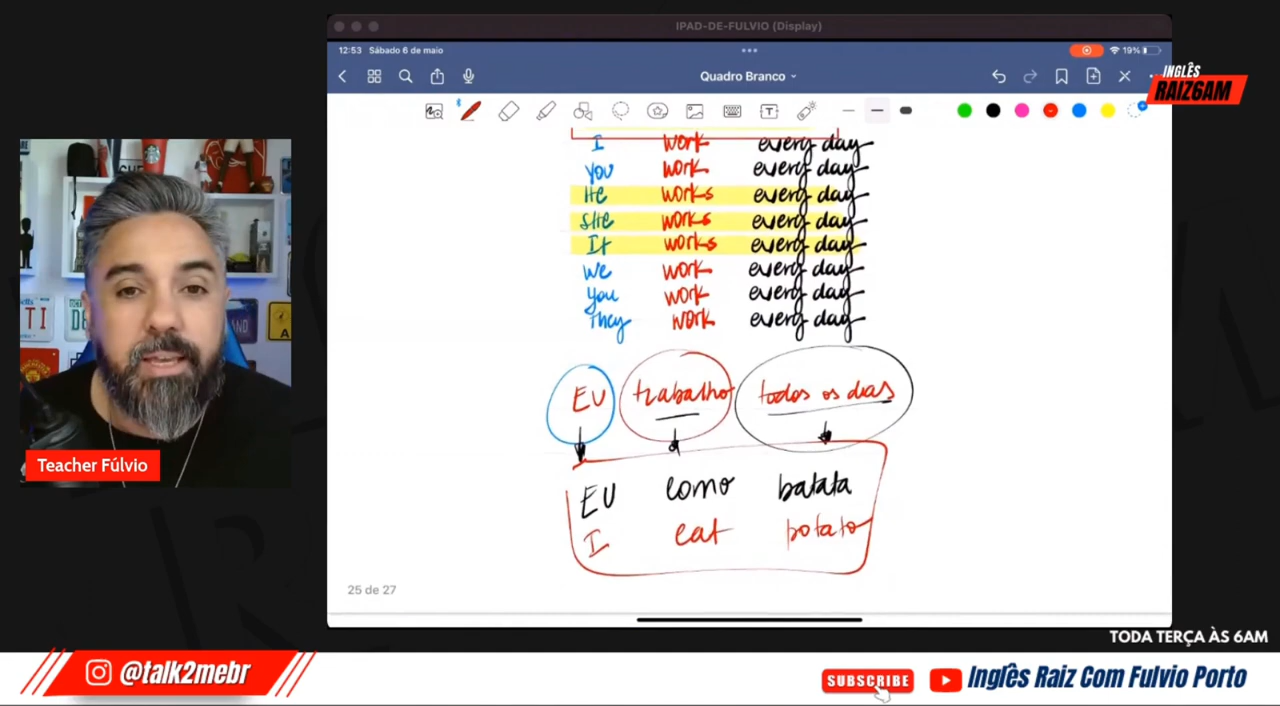 IPAD-DE-FULVIO (Display)
12:53 Sábado 6 de maio
19%
Quadro Branco
INGLÊS
RAIZ6AM
I work every day
you work every day
He works every day
She works every day
It works every day
we work every day
you work every day
They work every day
EU trabalho todos os dias
EU como batata
I eat potato
25 de 27
Teacher Fúlvio
TODA TERÇA ÀS 6AM
@talk2mebr
SUBSCRIBE
Inglês Raiz Com Fulvio Porto